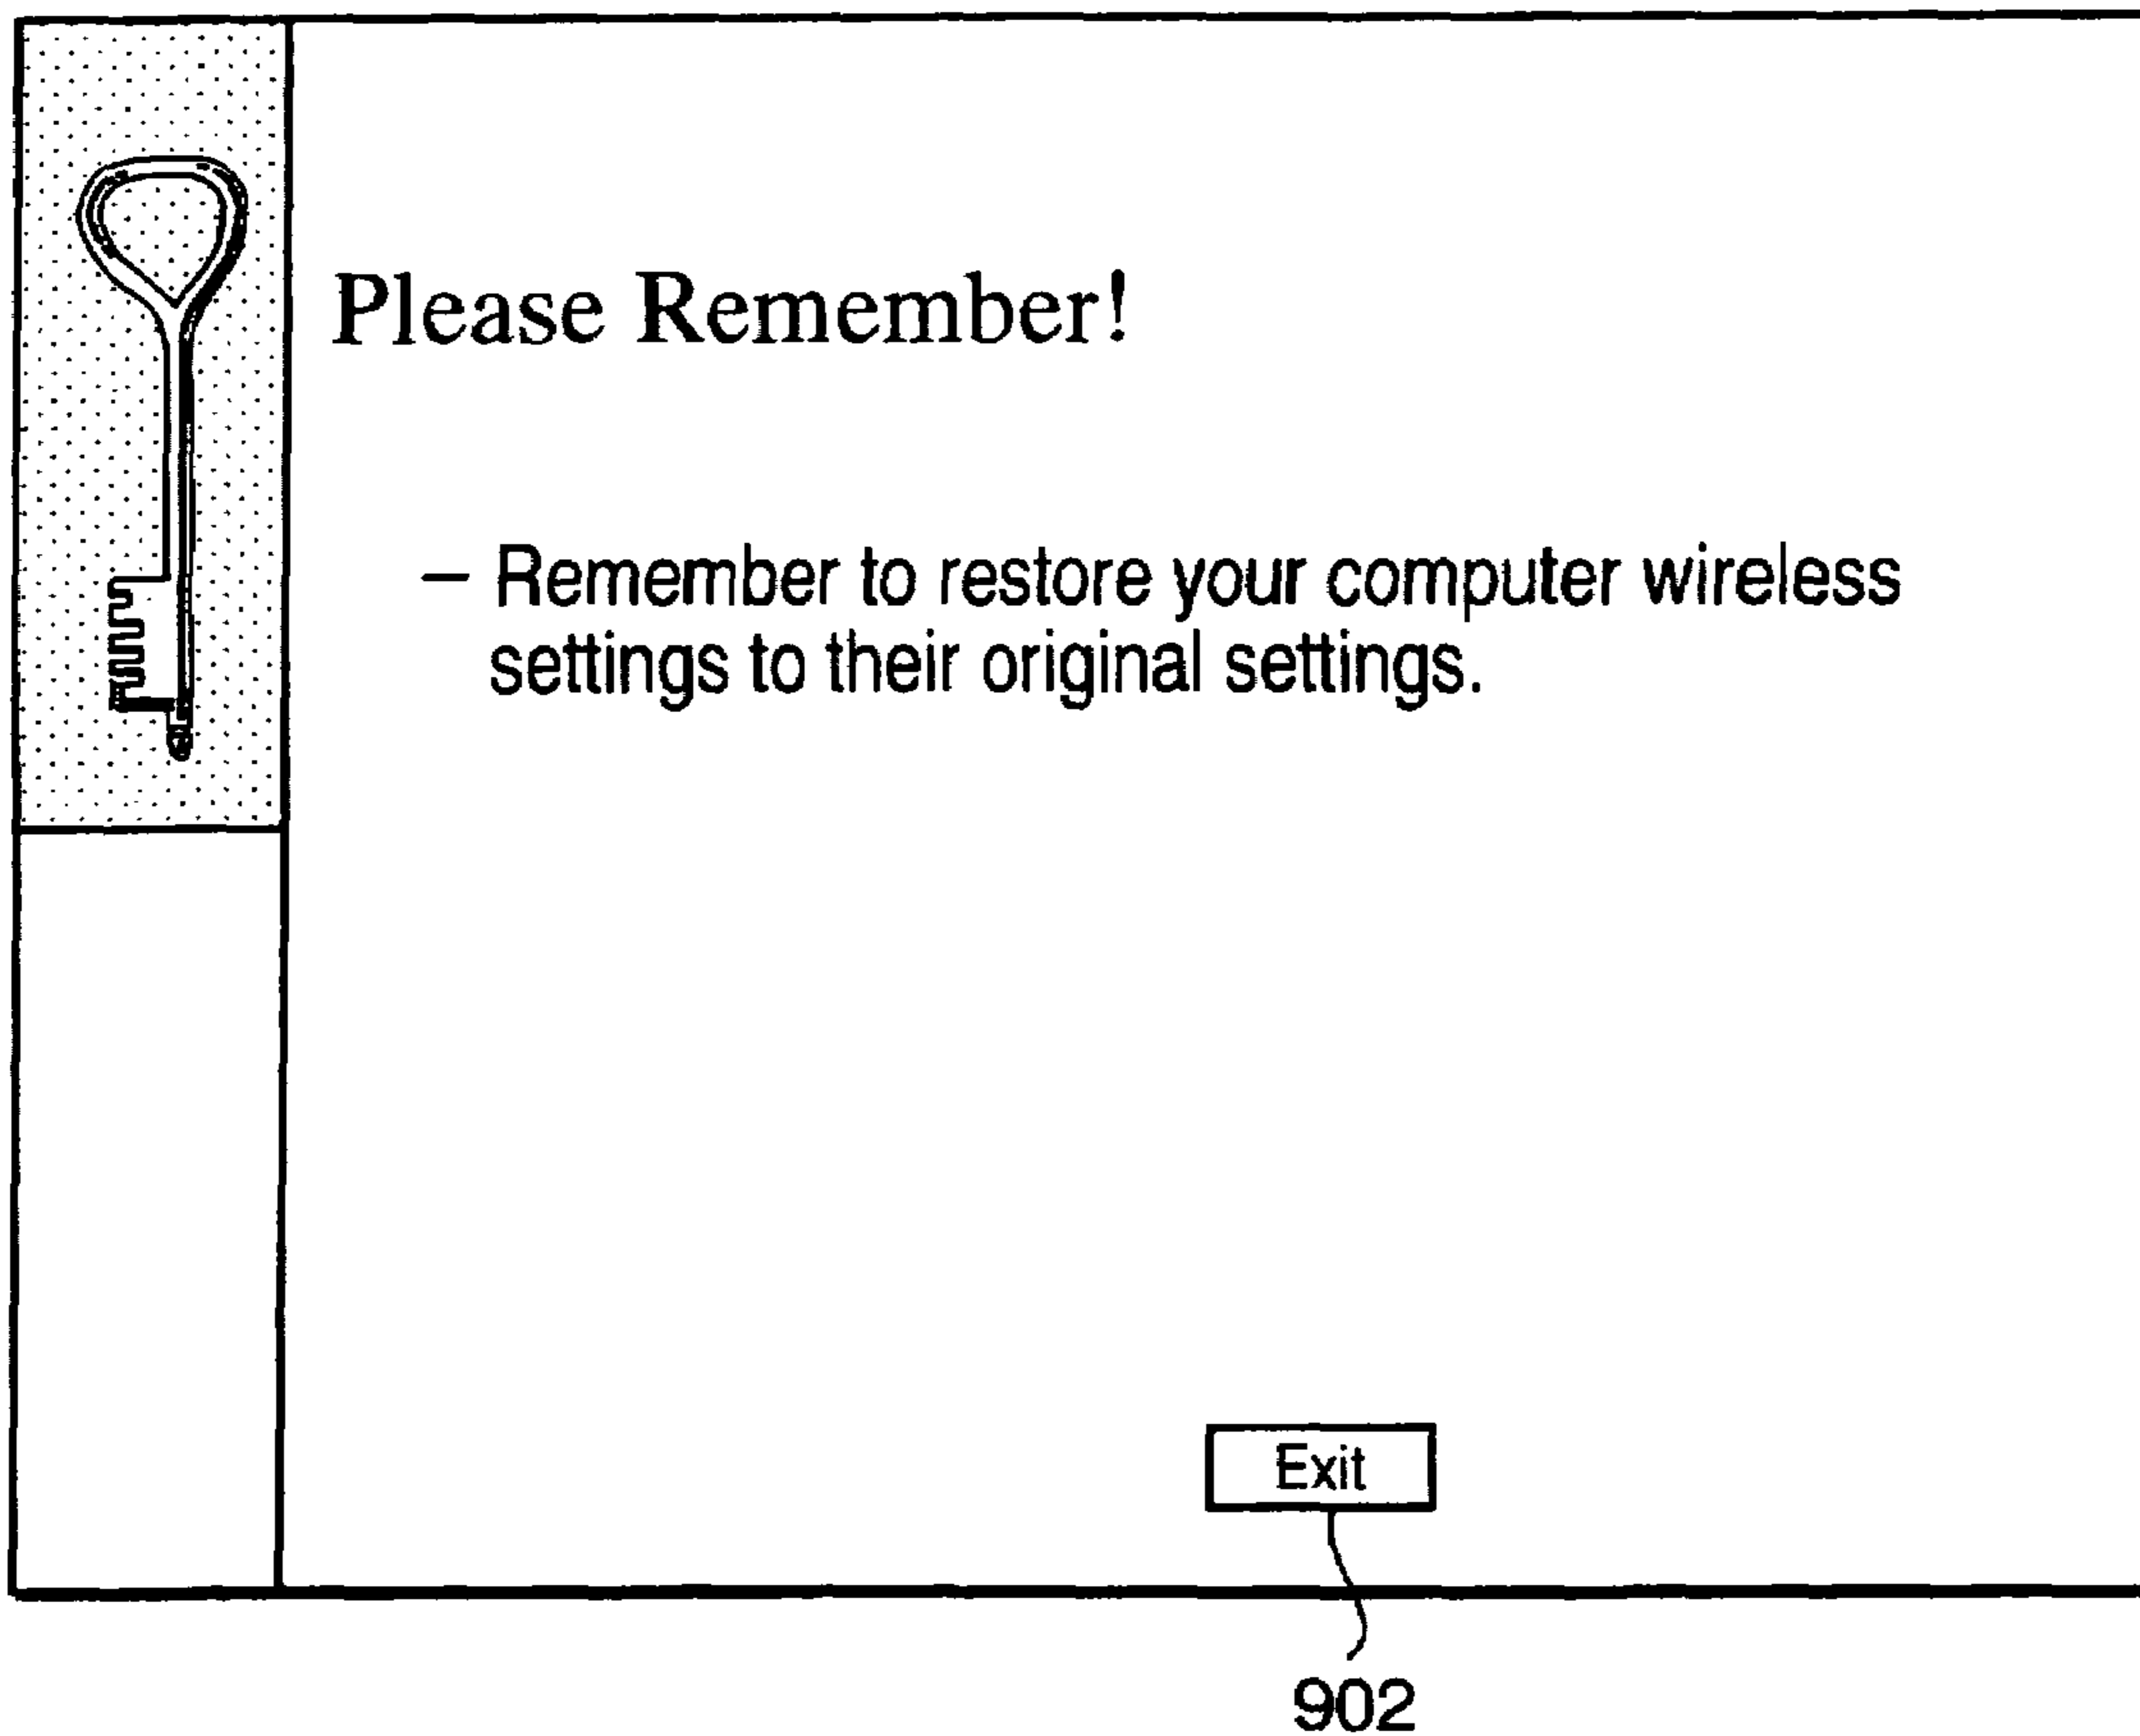 Please Remember!
– Remember to restore your computer wireless
settings to their original settings.
Exit
902